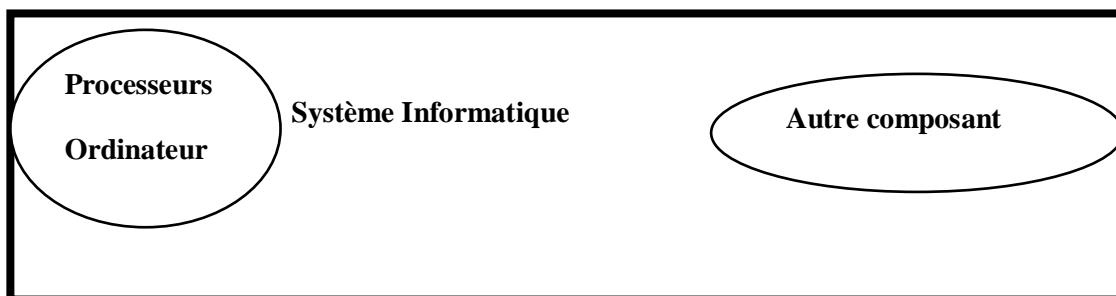 Processeurs
Ordinateur
Système Informatique
Autre composant